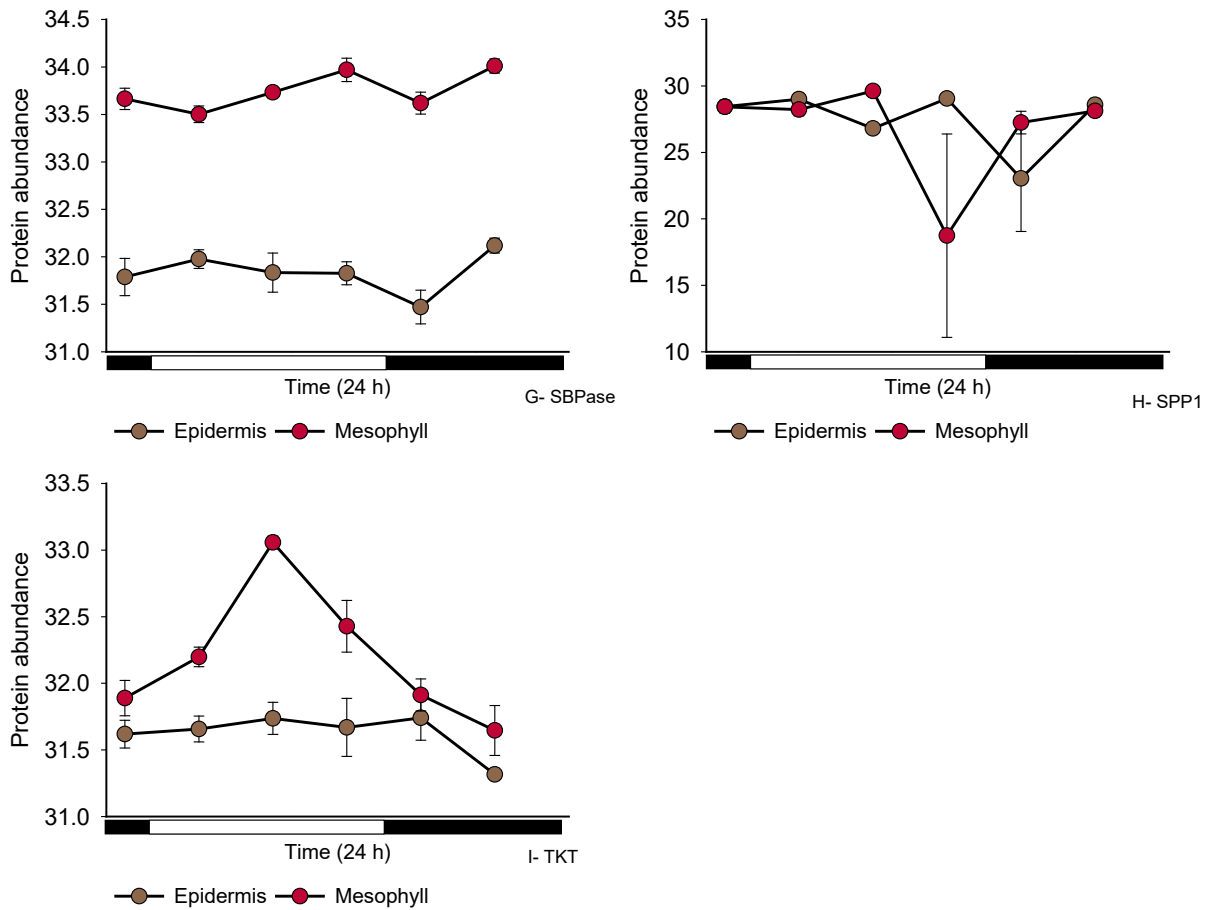 34.5
34.0
33.5
33.0
32.5
32.0
31.5
31.0
Protein abundance
Time (24 h)
G- SBPase
Epidermis Mesophyll
35
30
25
20
15
10
Protein abundance
Time (24 h)
H- SPP1
Epidermis Mesophyll
33.5
33.0
32.5
32.0
31.5
31.0
Protein abundance
Time (24 h)
I- TKT
Epidermis Mesophyll